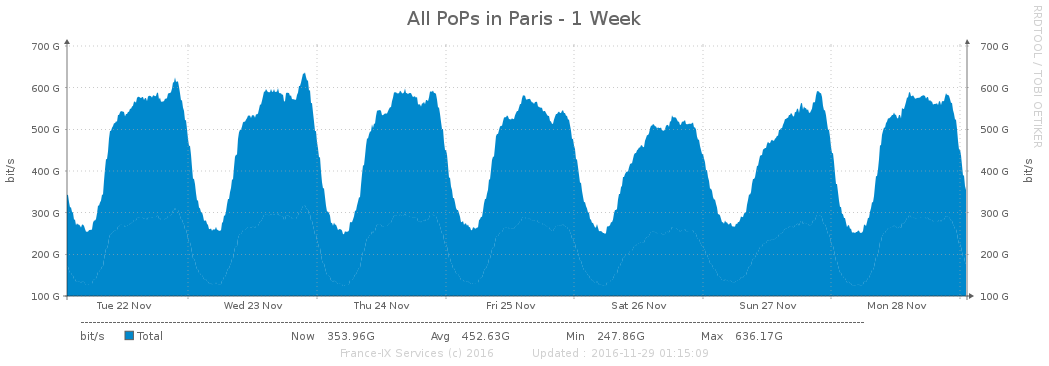 All PoPs in Paris - 1 Week
RRDTOOL / TOBI OETIKER
700 G 700 G
600 G 600 G
500 G 500 G
400 G 400 G
300 G 300 G
200 G 200 G
100 G 100 G
bit/s
bit/s
Tue 22 Nov Wed 23 Nov Thu 24 Nov Fri 25 Nov Sat 26 Nov Sun 27 Nov Mon 28 Nov
bit/s Total Now 353.96G Avg 452.63G Min 247.86G Max 636.17G
France-IX Services (c) 2016 Updated : 2016-11-29 01:15:09